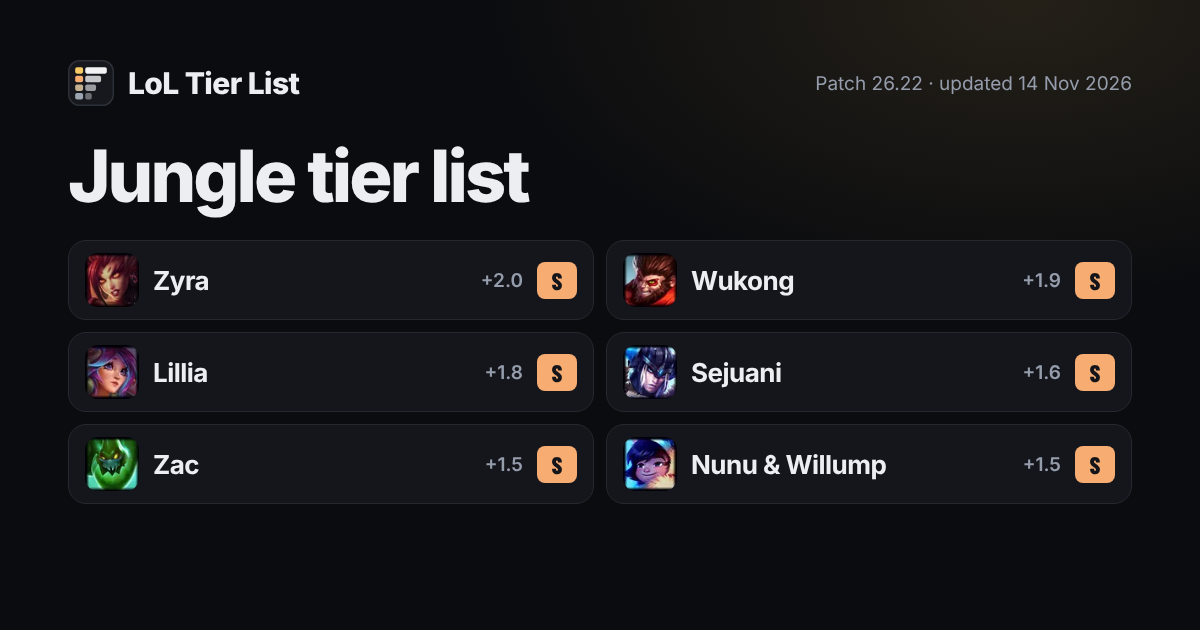 LoL Tier List
Patch 26.22 · updated 14 Nov 2026
Jungle tier list
Zyra +2.0 S
Wukong +1.9 S
Lillia +1.8 S
Sejuani +1.6 S
Zac +1.5 S
Nunu & Willump +1.5 S